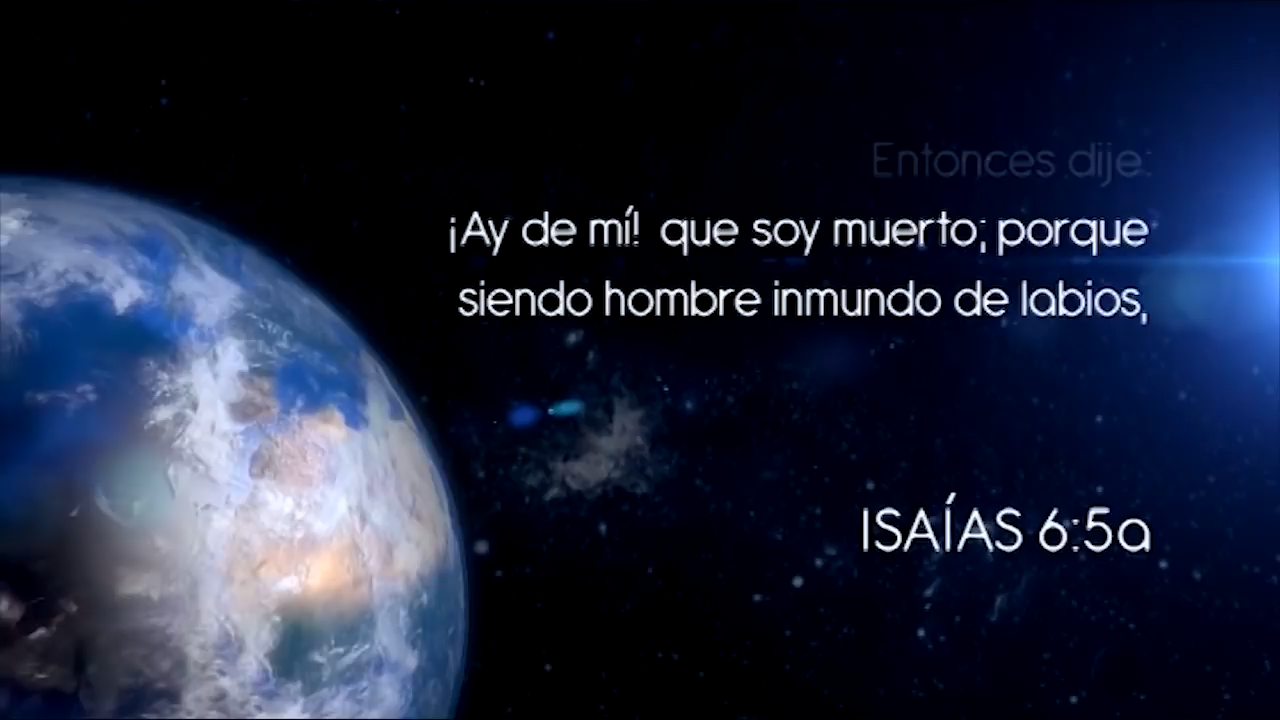 Entonces dije:
¡Ay de mí! que soy muerto; porque
siendo hombre inmundo de labios,
ISAÍAS 6:5a